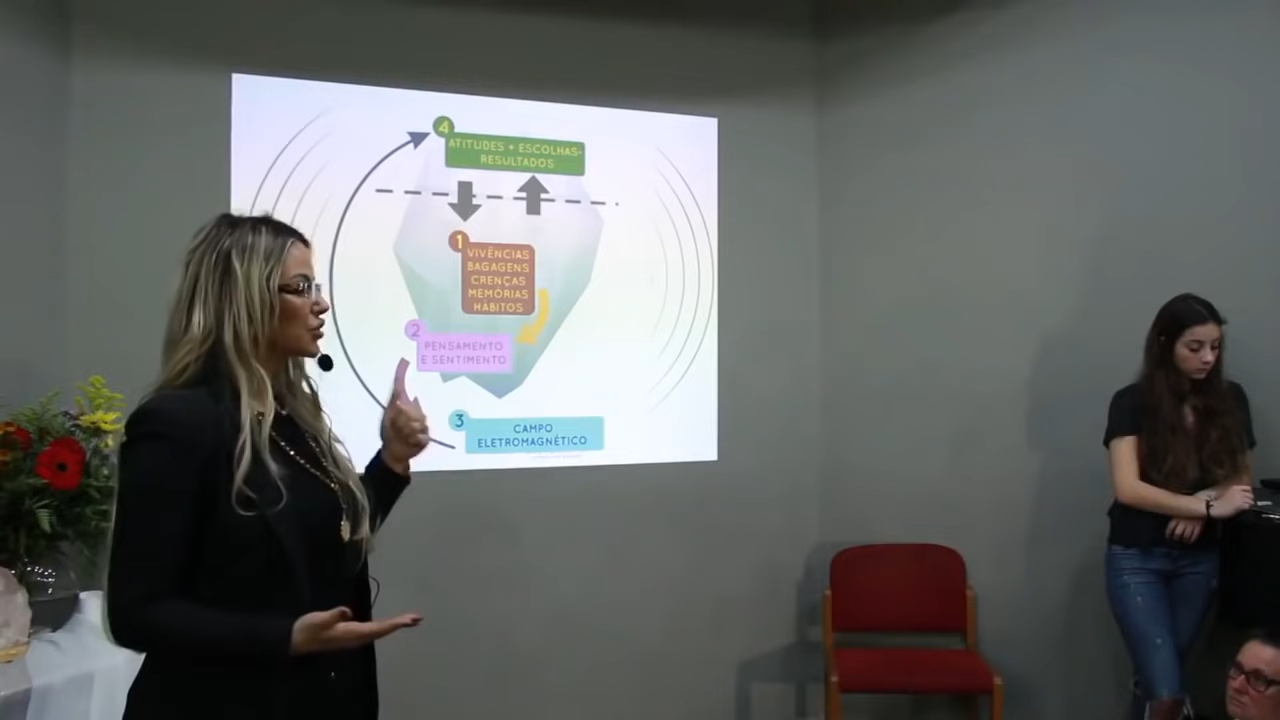 4
ATITUDES + ESCOLHAS-
RESULTADOS
1
VIVÊNCIAS
BAGAGENS
CRENÇAS
MEMÓRIAS
HÁBITOS
2
PENSAMENTO
E SENTIMENTO
3
CAMPO
ELETROMAGNÉTICO